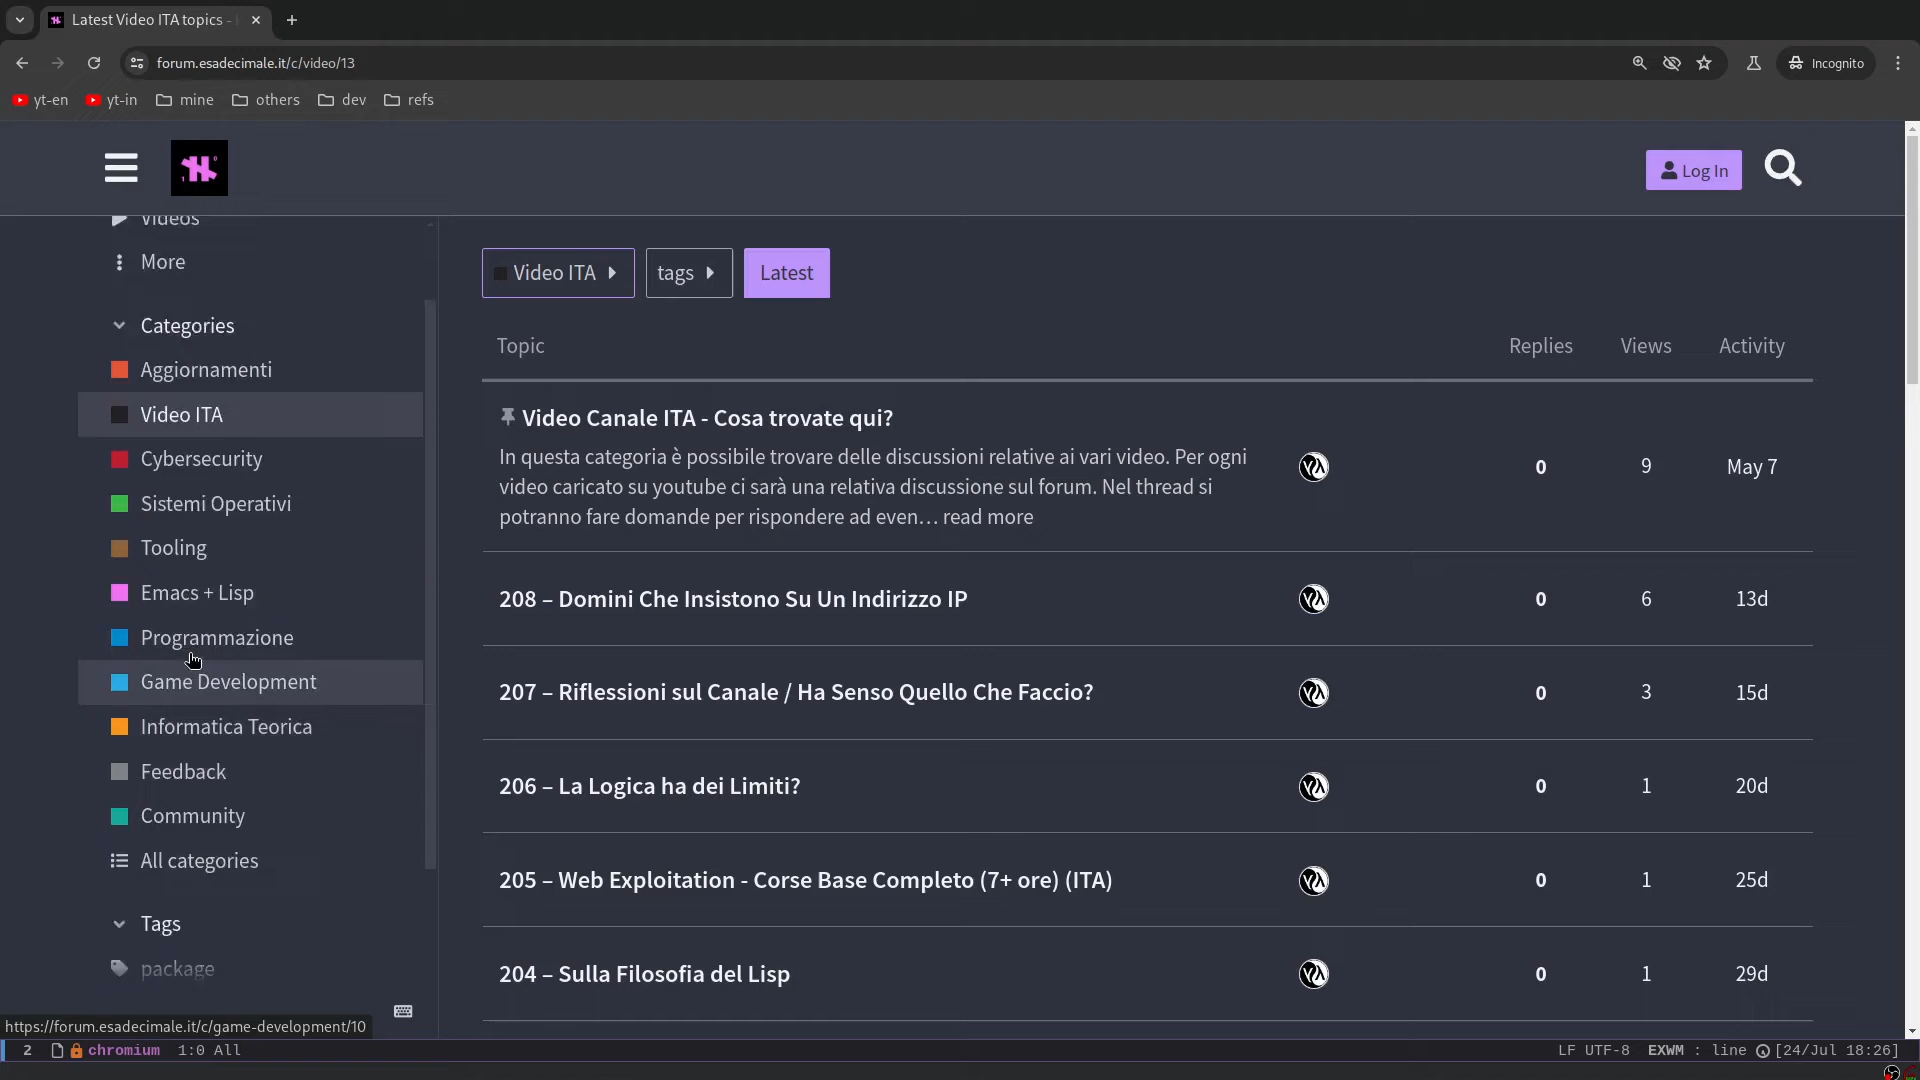 Latest Video ITA topics -
forum.esadecimale.it/c/video/13
Incognito
yt-en
yt-in
mine
others
dev
refs
Log In
Videos
More
Categories
Aggiornamenti
Video ITA
Cybersecurity
Sistemi Operativi
Tooling
Emacs + Lisp
Programmazione
Game Development
Informatica Teorica
Feedback
Community
All categories
Tags
package
Video ITA
tags
Latest
Topic Replies Views Activity
Video Canale ITA - Cosa trovate qui?
In questa categoria è possibile trovare delle discussioni relative ai vari video. Per ogni
video caricato su youtube ci sarà una relativa discussione sul forum. Nel thread si
potranno fare domande per rispondere ad even… read more
0 9 May 7
208 – Domini Che Insistono Su Un Indirizzo IP 0 6 13d
207 – Riflessioni sul Canale / Ha Senso Quello Che Faccio? 0 3 15d
206 – La Logica ha dei Limiti? 0 1 20d
205 – Web Exploitation - Corse Base Completo (7+ ore) (ITA) 0 1 25d
204 – Sulla Filosofia del Lisp 0 1 29d
https://forum.esadecimale.it/c/game-development/10
2 chromium 1:0 All LF UTF-8 EXWM : line [24/Jul 18:26]